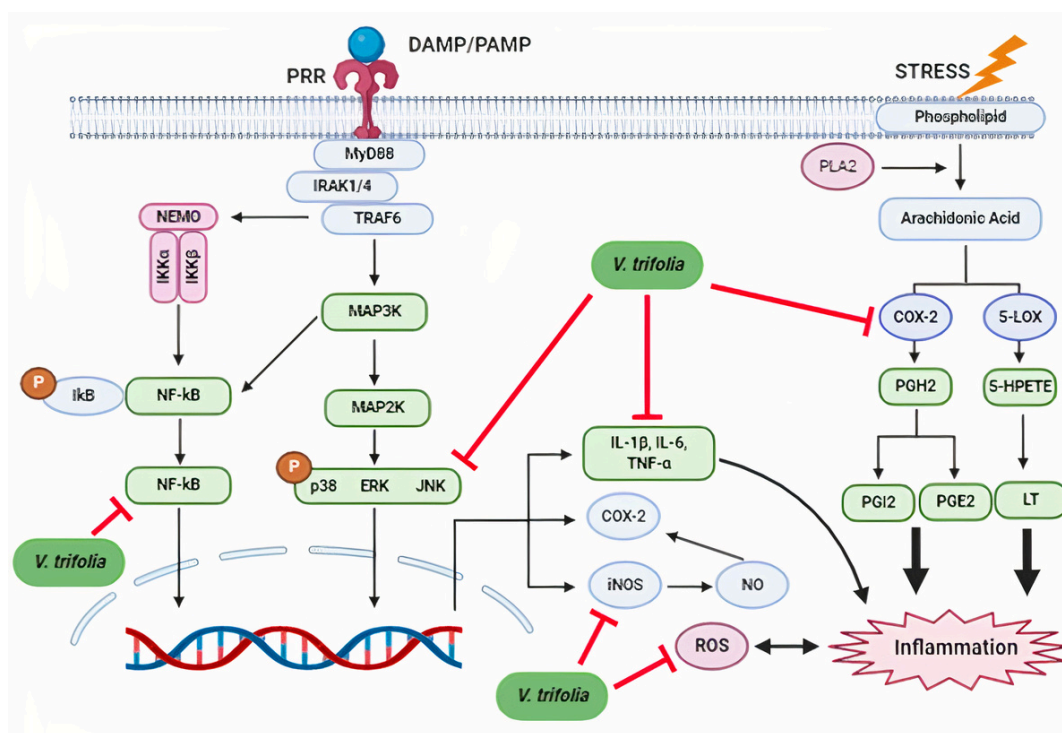 DAMP/PAMP
PRR
STRESS
Phospholipid
MyD88
PLA2
IRAK1/4
NEMO
TRAF6
Arachidonic Acid
IKKα
IKKβ
V. trifolia
MAP3K
COX-2
5-LOX
P
IkB
NF-kB
MAP2K
PGH2
5-HPETE
IL-1β, IL-6,
TNF-α
P
p38 ERK JNK
NF-kB
PGI2
PGE2
LT
COX-2
V. trifolia
iNOS
NO
ROS
Inflammation
V. trifolia